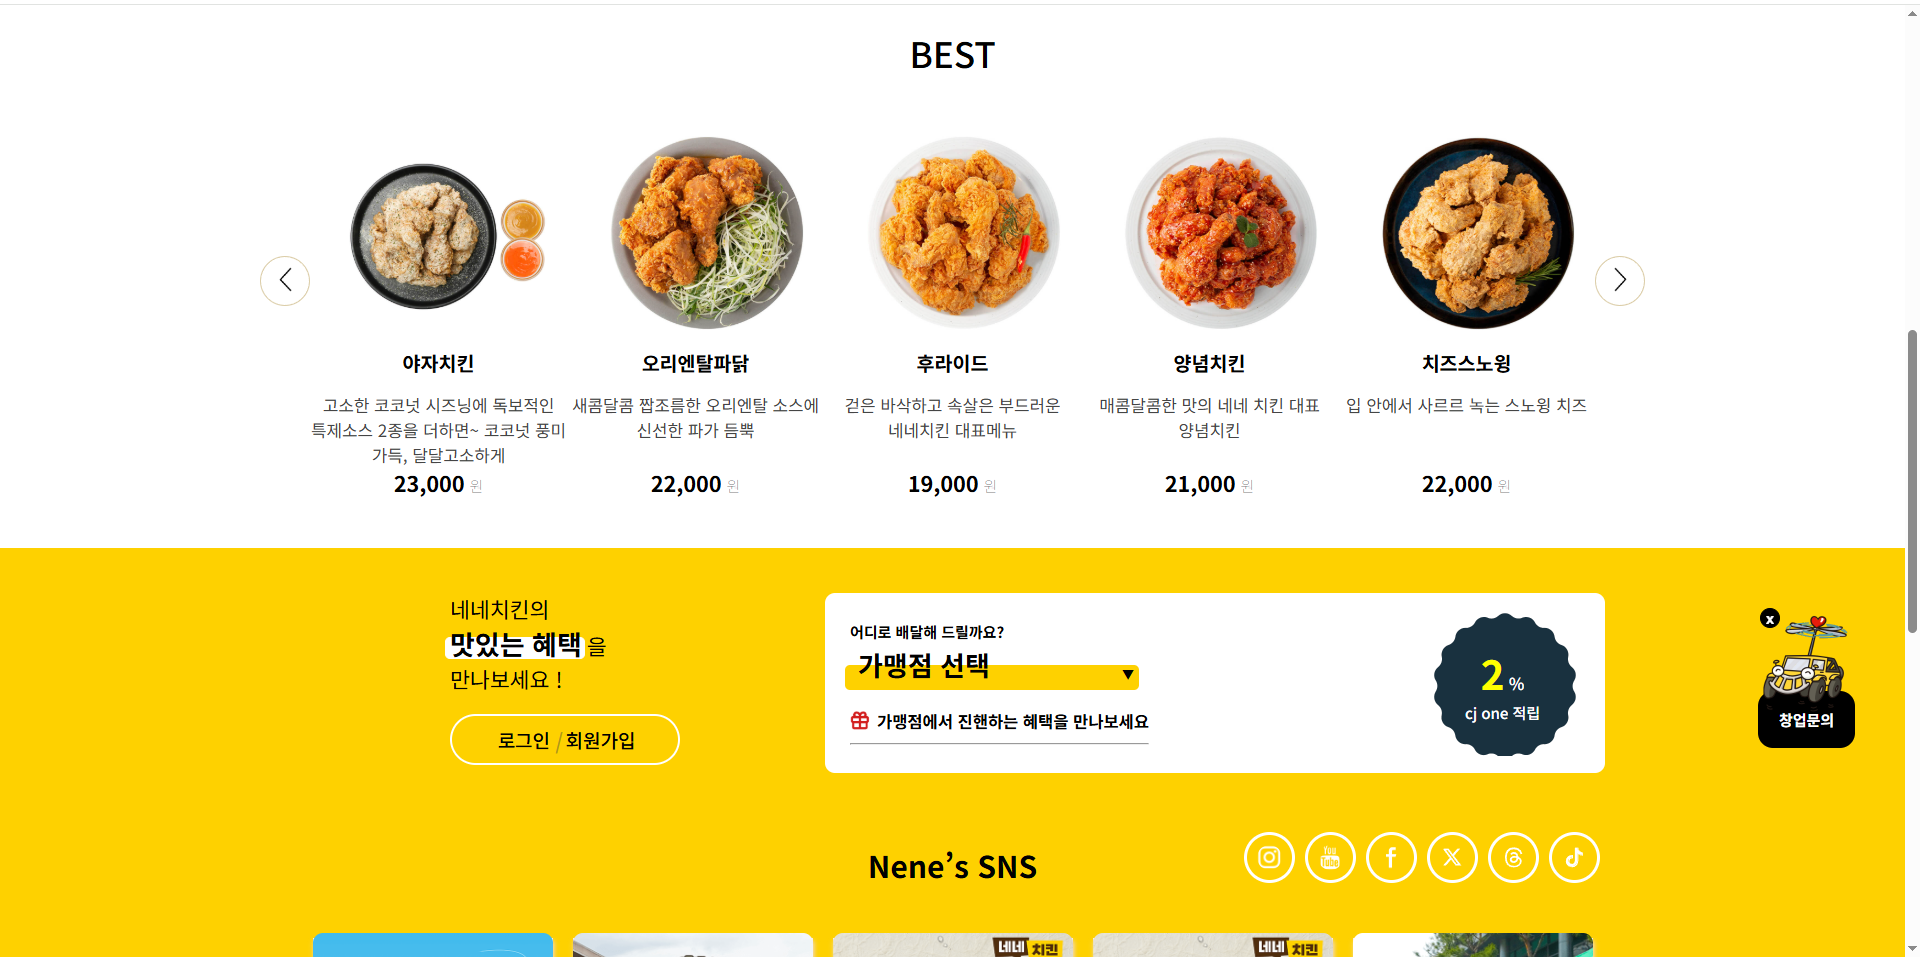 BEST
야자치킨
고소한 코코넛 시즈닝에 독보적인
특제소스 2종을 더하면~ 코코넛 풍미
가득, 달달고소하게
23,000 원
오리엔탈파닭
새콤달콤 짭조름한 오리엔탈 소스에
신선한 파가 듬뿍
22,000 원
후라이드
겉은 바삭하고 속살은 부드러운
네네치킨 대표메뉴
19,000 원
양념치킨
매콤달콤한 맛의 네네 치킨 대표
양념치킨
21,000 원
치즈스노윙
입 안에서 사르르 녹는 스노윙 치즈
22,000 원
네네치킨의
맛있는 혜택 을
만나보세요 !
로그인 / 회원가입
어디로 배달해 드릴까요?
가맹점 선택 ▼
가맹점에서 진행하는 혜택을 만나보세요
2 %
cj one 적립
x
창업문의
Nene’s SNS
You
Tube
네네 치킨
네네 치킨